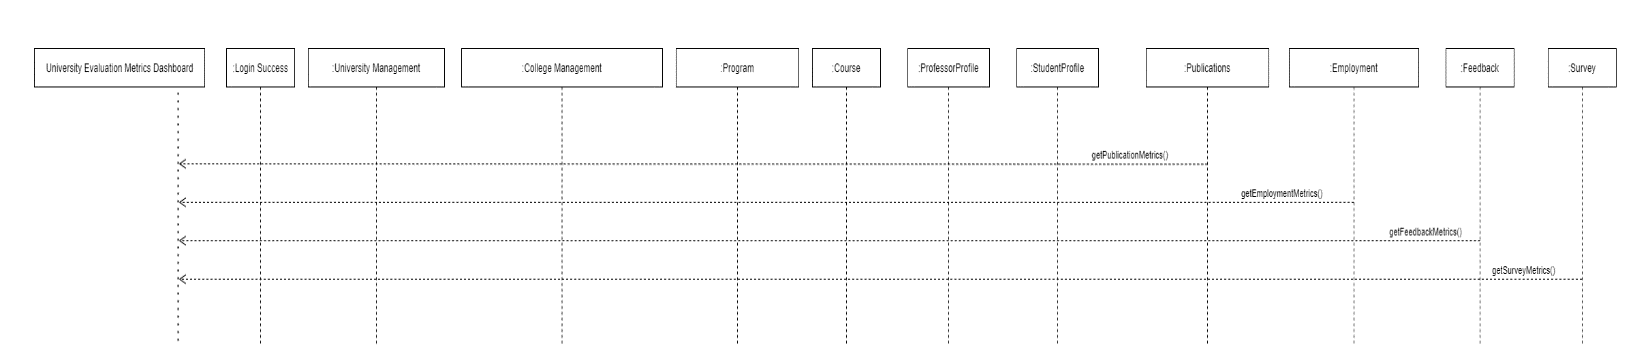 University Evaluation Metrics Dashboard
:Login Success
:University Management
:College Management
:Program
:Course
:ProfessorProfile
:StudentProfile
:Publications
:Employment
:Feedback
:Survey
getPublicationMetrics()
getEmploymentMetrics()
getFeedbackMetrics()
getSurveyMetrics()